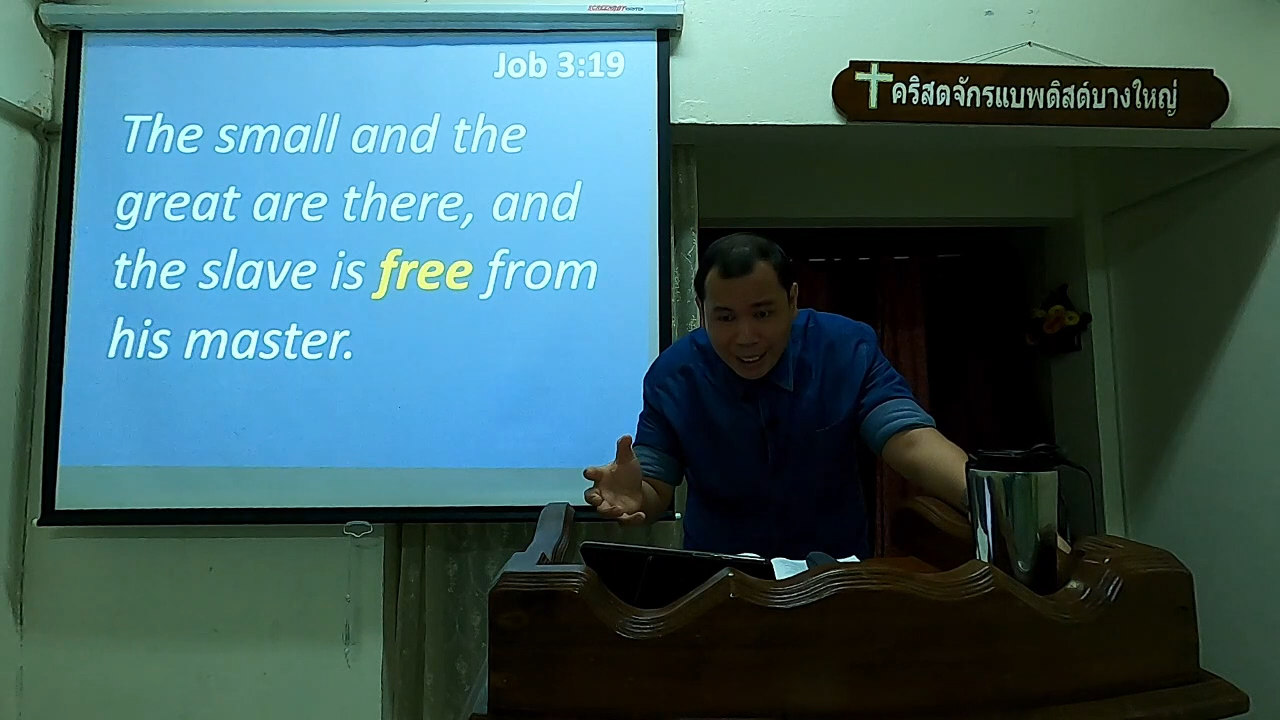 Job 3:19
The small and the
great are there, and
the slave is free from
his master.
คริสตจักรแบพติสต์บางใหญ่